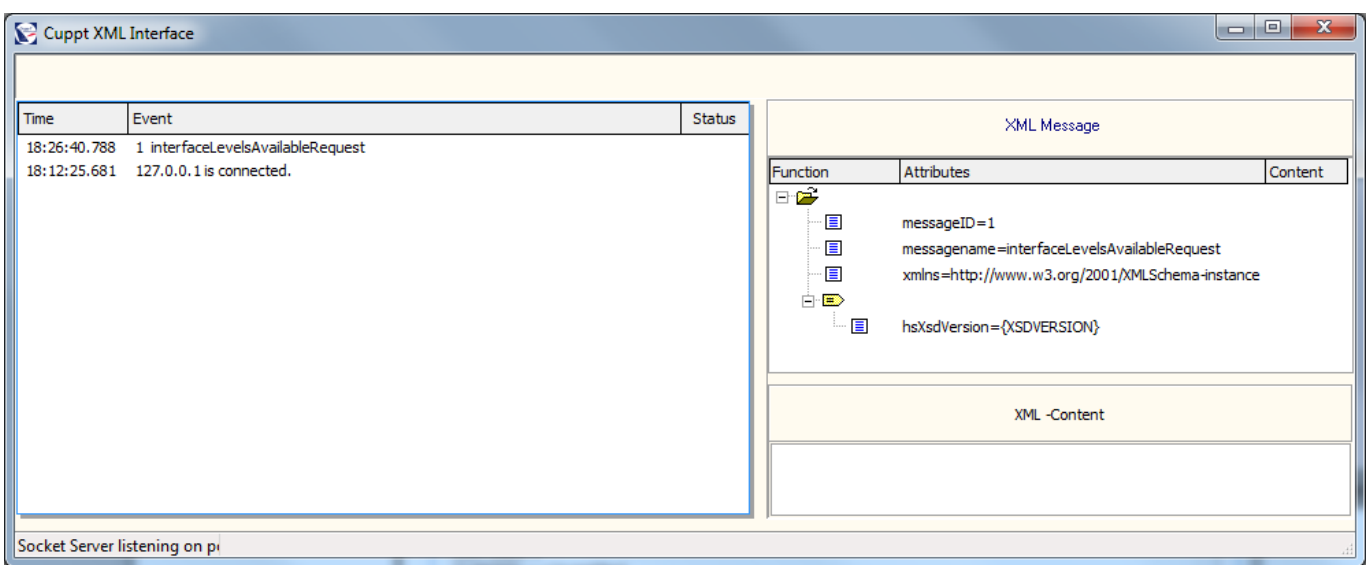 Cuppt XML Interface
Time Event Status
18:26:40.788 1 interfaceLevelsAvailableRequest
18:12:25.681 127.0.0.1 is connected.
XML Message
Function Attributes Content
messageID=1
messagename=interfaceLevelsAvailableRequest
xmlns=http://www.w3.org/2001/XMLSchema-instance
hsXsdVersion={XSDVERSION}
XML -Content
Socket Server listening on